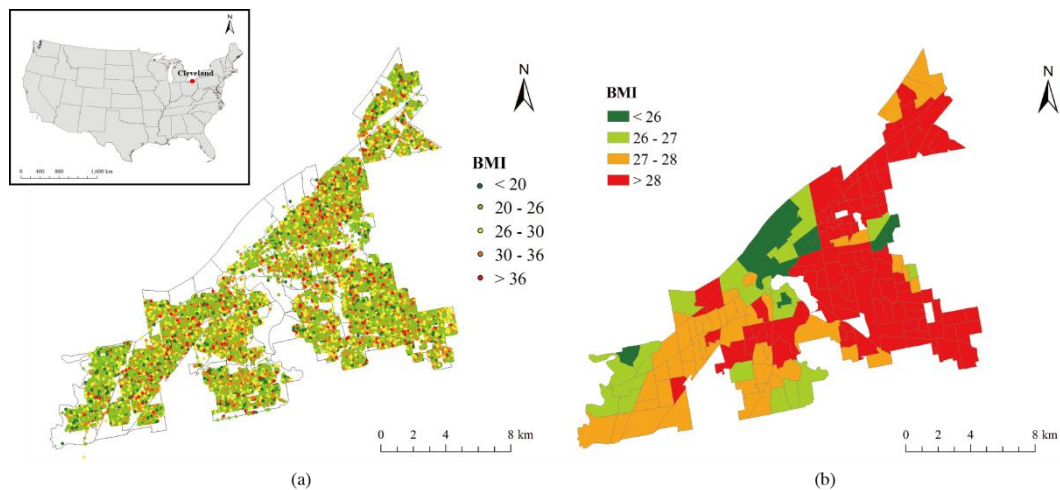 N
Cleveland
0 400 800 1,600 km
N
BMI
< 20
20 - 26
26 - 30
30 - 36
> 36
0 2 4 8 km
(a)
N
BMI
< 26
26 - 27
27 - 28
> 28
0 2 4 8 km
(b)